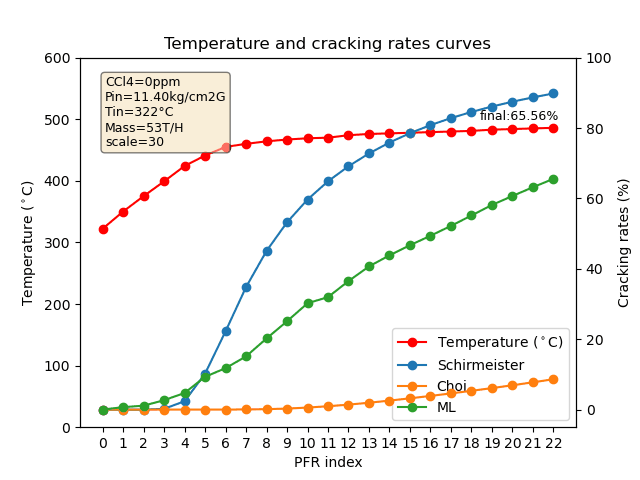 Temperature and cracking rates curves
CCl4=0ppm
Pin=11.40kg/cm2G
Tin=322°C
Mass=53T/H
scale=30
final:65.56%
600
500
400
300
200
100
0
Temperature (°C)
100
80
60
40
20
0
Cracking rates (%)
Temperature (°C)
Schirmeister
Choi
ML
0 1 2 3 4 5 6 7 8 9 10 11 12 13 14 15 16 17 18 19 20 21 22
PFR index